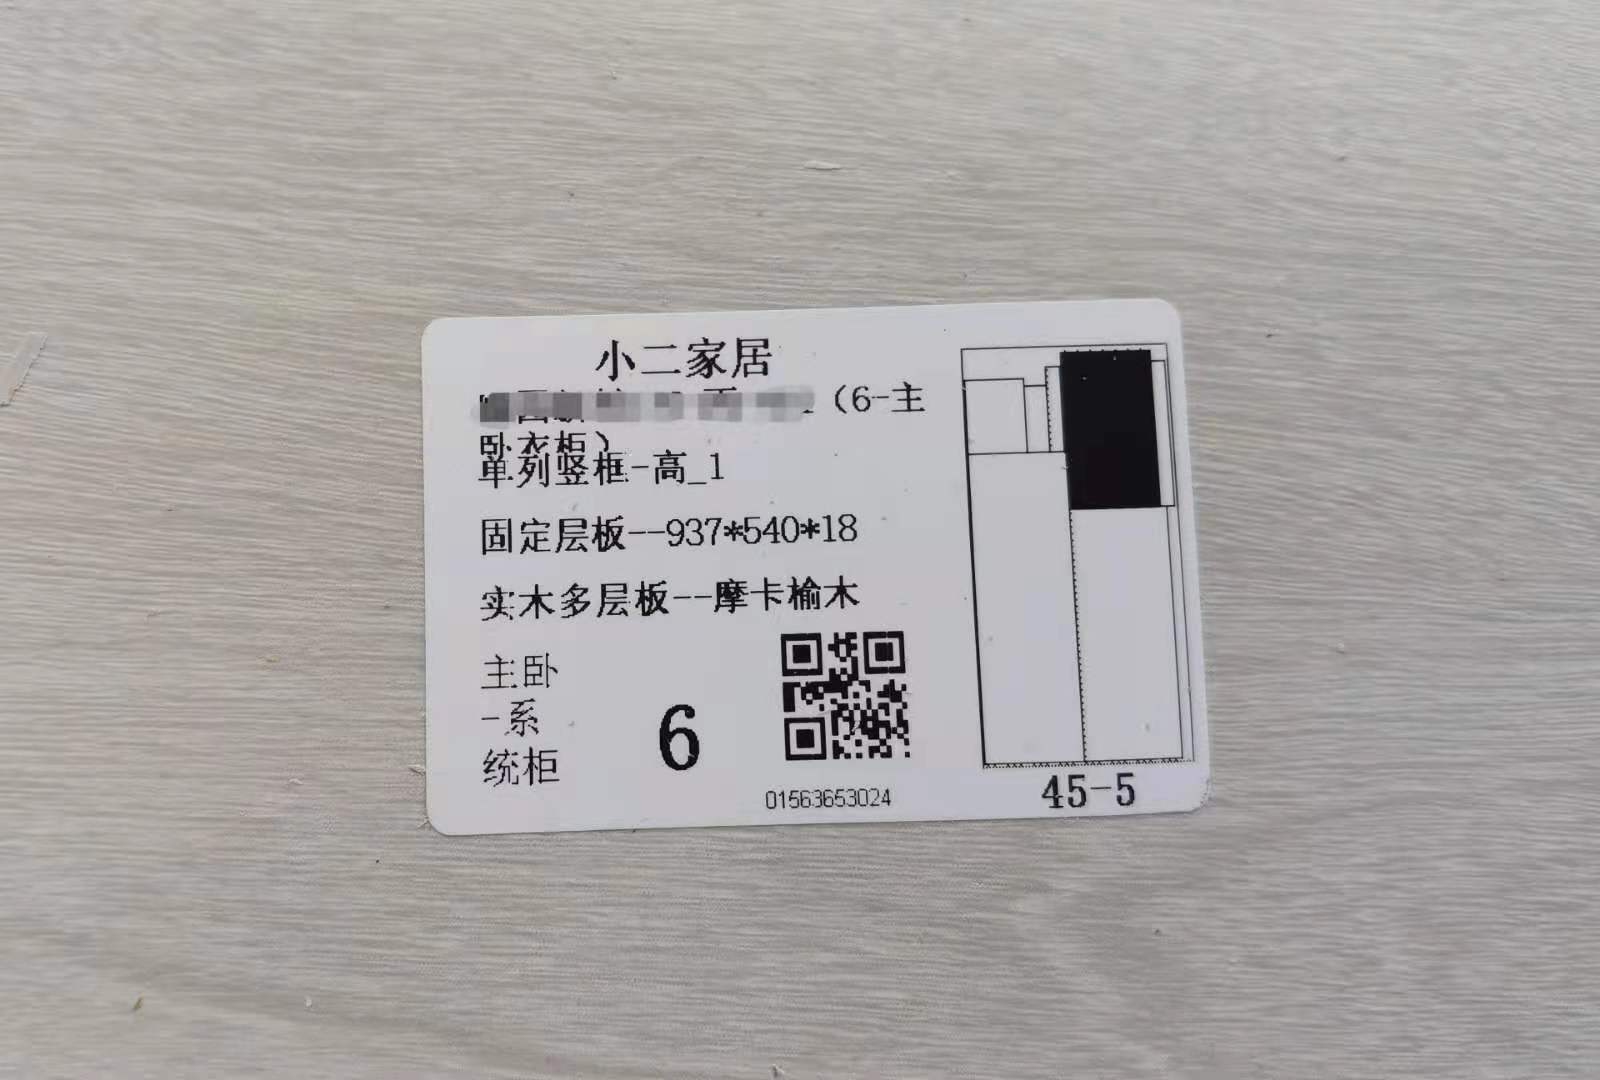 小二家居
（6-主
卧衣柜）
单列竖框-高_1
固定层板--937*540*18
实木多层板--摩卡榆木
主卧
-系
统柜
6
01563653024
45-5